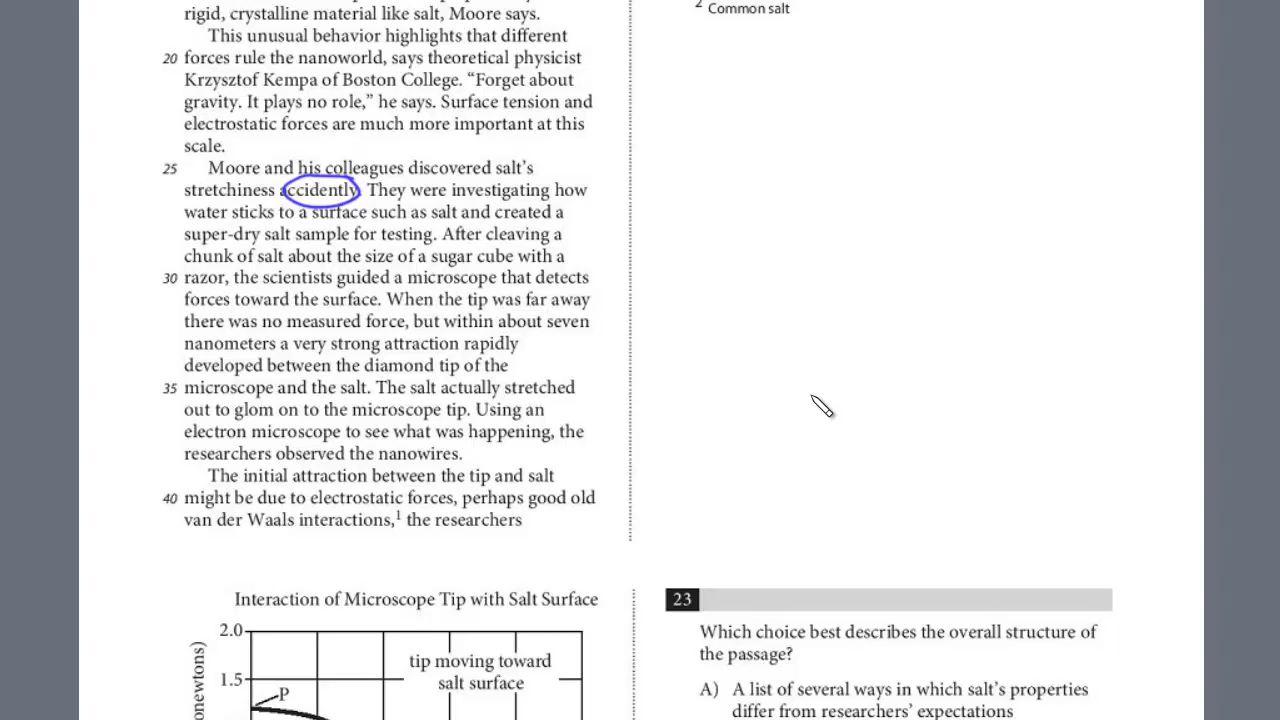 rigid, crystalline material like salt, Moore says.
This unusual behavior highlights that different
20 forces rule the nanoworld, says theoretical physicist
Krzysztof Kempa of Boston College. “Forget about
gravity. It plays no role,” he says. Surface tension and
electrostatic forces are much more important at this
scale.
25 Moore and his colleagues discovered salt’s
stretchiness accidently. They were investigating how
water sticks to a surface such as salt and created a
super-dry salt sample for testing. After cleaving a
chunk of salt about the size of a sugar cube with a
30 razor, the scientists guided a microscope that detects
forces toward the surface. When the tip was far away
there was no measured force, but within about seven
nanometers a very strong attraction rapidly
developed between the diamond tip of the
35 microscope and the salt. The salt actually stretched
out to glom on to the microscope tip. Using an
electron microscope to see what was happening, the
researchers observed the nanowires.
The initial attraction between the tip and salt
40 might be due to electrostatic forces, perhaps good old
van der Waals interactions,1 the researchers
2 Common salt
Interaction of Microscope Tip with Salt Surface
2.0
tip moving toward
salt surface
1.5
P
23
Which choice best describes the overall structure of
the passage?
A) A list of several ways in which salt’s properties
differ from researchers’ expectations